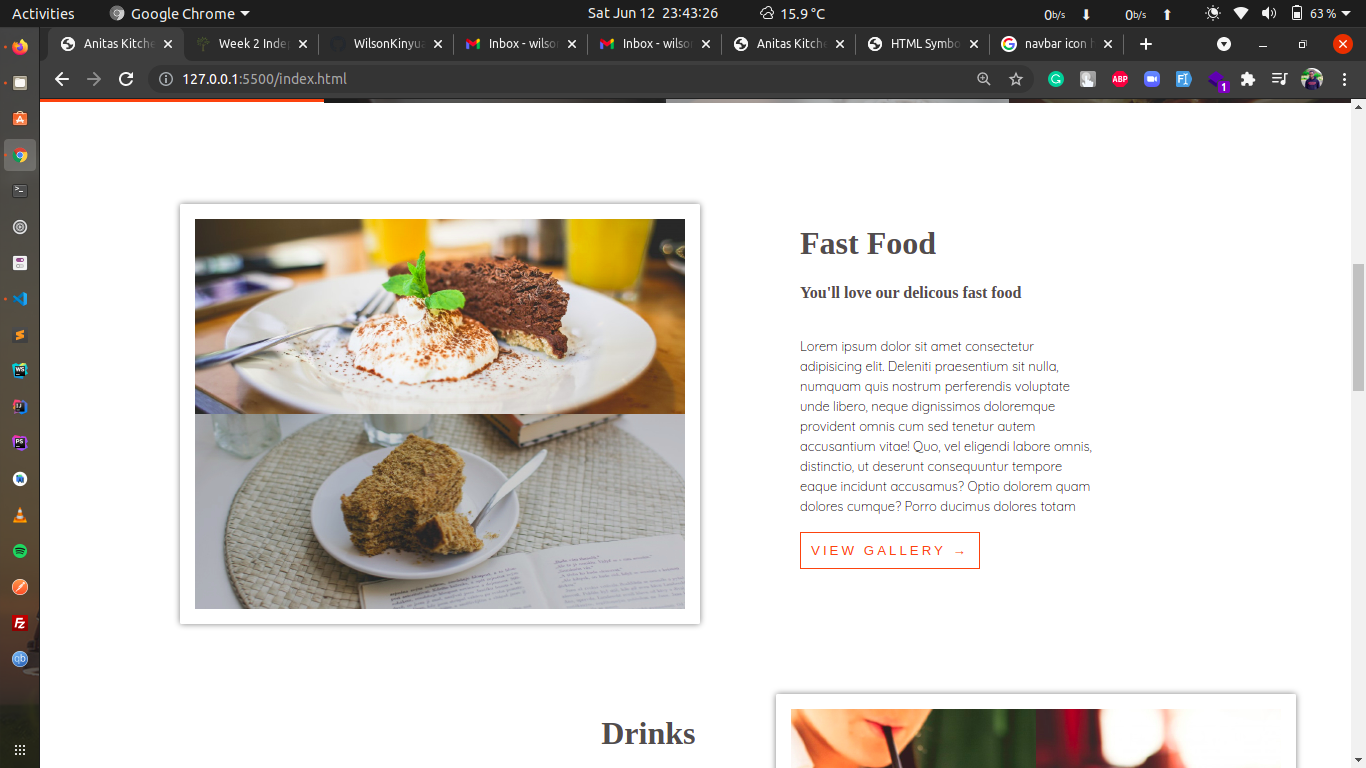 Activities
Google Chrome
Sat Jun 12 23:43:26
15.9 °C
0b/s
0b/s
63 %
Anitas Kitche
Week 2 Inde
WilsonKinyua
Inbox - wilso
Inbox - wilso
Anitas Kitche
HTML Symbo
navbar icon h
127.0.0.1:5500/index.html
ABP
1
Fast Food
You'll love our delicous fast food
Lorem ipsum dolor sit amet consectetur
adipisicing elit. Deleniti praesentium sit nulla,
numquam quis nostrum perferendis voluptate
unde libero, neque dignissimos doloremque
provident omnis cum sed tenetur autem
accusantium vitae! Quo, vel eligendi labore omnis,
distinctio, ut deserunt consequuntur tempore
eaque incidunt accusamus? Optio dolorem quam
dolores cumque? Porro ducimus dolores totam
VIEW GALLERY →
Drinks